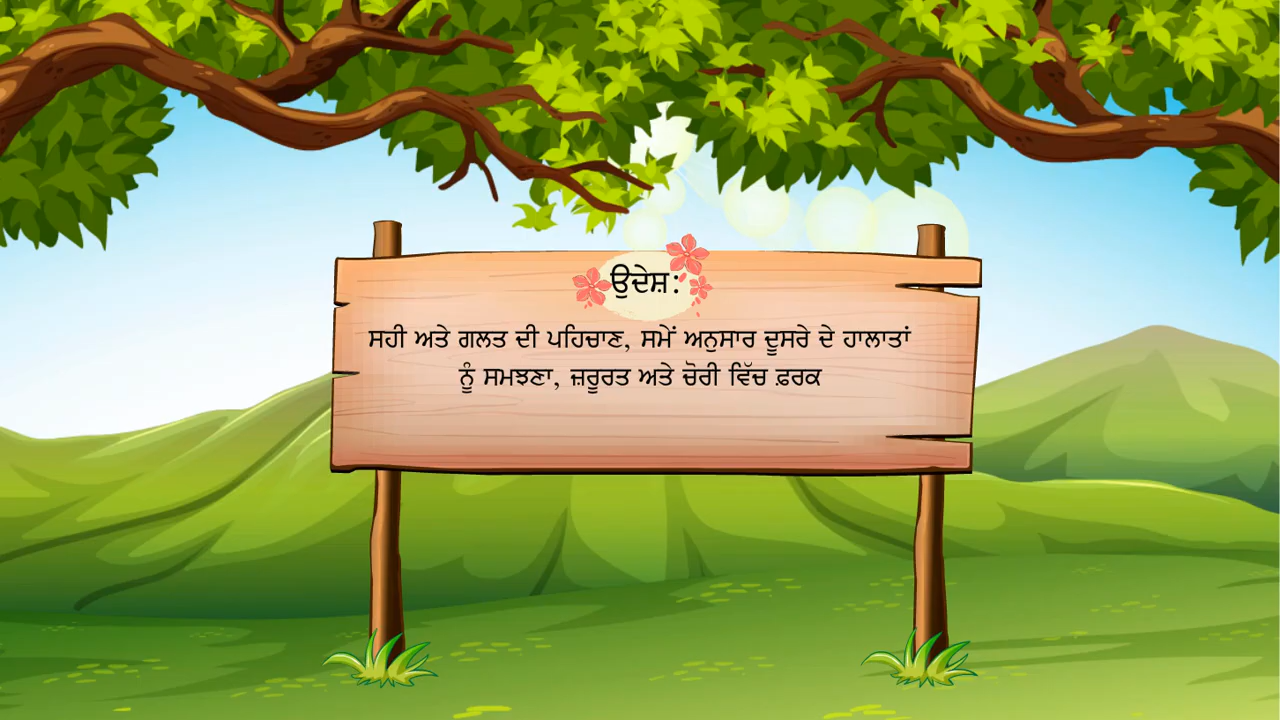 ਉਦੇਸ਼:
ਸਹੀ ਅਤੇ ਗਲਤ ਦੀ ਪਹਿਚਾਣ, ਸਮੇਂ ਅਨੁਸਾਰ ਦੂਸਰੇ ਦੇ ਹਾਲਾਤਾਂ
ਨੂੰ ਸਮਝਣਾ, ਜ਼ਰੂਰਤ ਅਤੇ ਚੋਰੀ ਵਿੱਚ ਫ਼ਰਕ